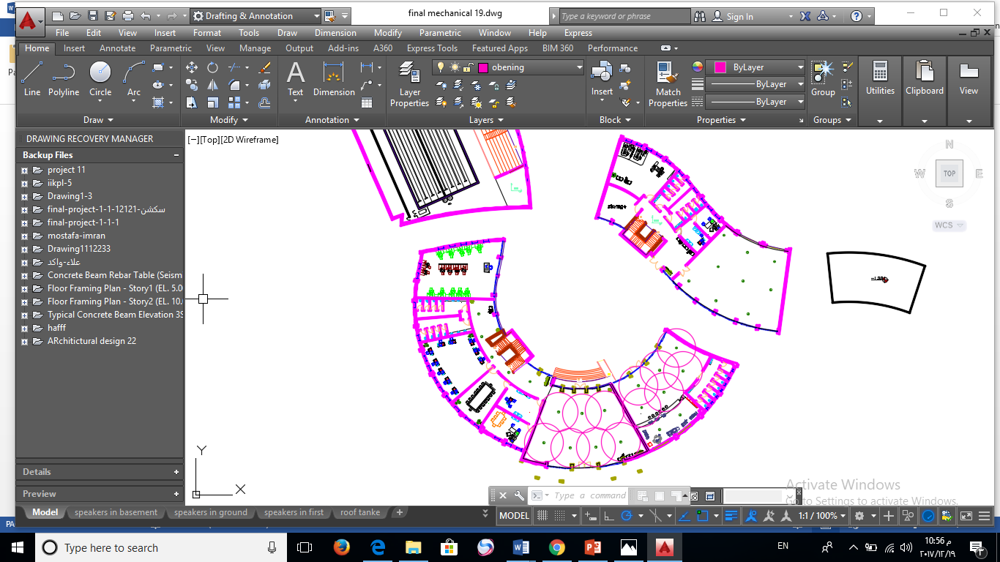 Drafting & Annotation
final mechanical 19.dwg
Type a keyword or phrase
Sign In
File Edit View Insert Format Tools Draw Dimension Modify Parametric Window Help Express
Home Insert Annotate Parametric View Manage Output Add-ins A360 Express Tools Featured Apps BIM 360 Performance
obening
ByLayer
Line Polyline Circle Arc
Text Dimension
Layer Properties
Insert
Match Properties
ByLayer
ByLayer
Group
Utilities Clipboard View
Draw Modify Annotation Layers Block Properties Groups
DRAWING RECOVERY MANAGER
Backup Files
project 11
iikpl-5
Drawing1-3
final-project-1-1-12121-سكشن
final-project-1-1-1
mostafa-imran
Drawing1112233
علاء-واكد
Concrete Beam Rebar Table (Seism
Floor Framing Plan - Story1 (EL. 5.0
Floor Framing Plan - Story2 (EL. 10.
Typical Concrete Beam Elevation 3S
hafff
ARchitictural design 22
Details
Preview
[−][Top][2D Wireframe]
storage
N
W TOP E
S
WCS
Y
X
Type a command
Activate Windows
Go to Settings to activate Windows.
Model speakers in basement speakers in ground speakers in first roof tanke +
MODEL
1:1 / 100%
Type here to search
EN
10:56 م
٢٠١٧/١٢/١٩
3